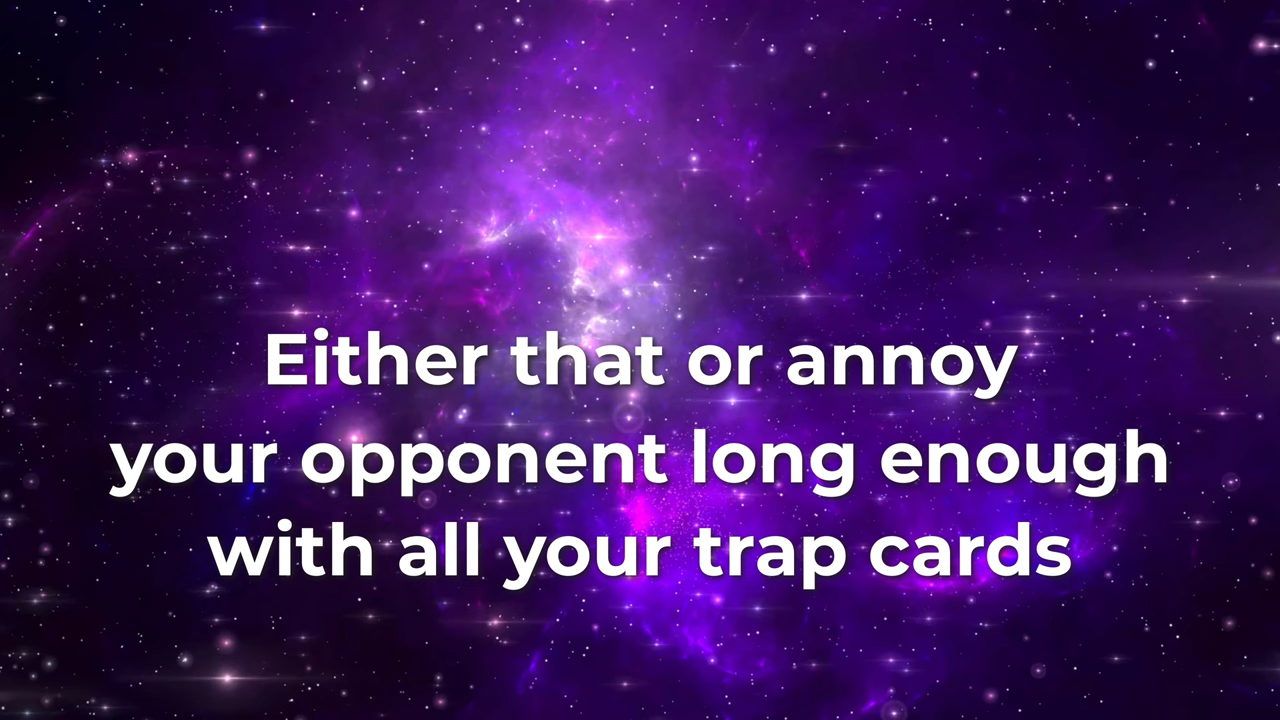 Either that or annoy
your opponent long enough
with all your trap cards